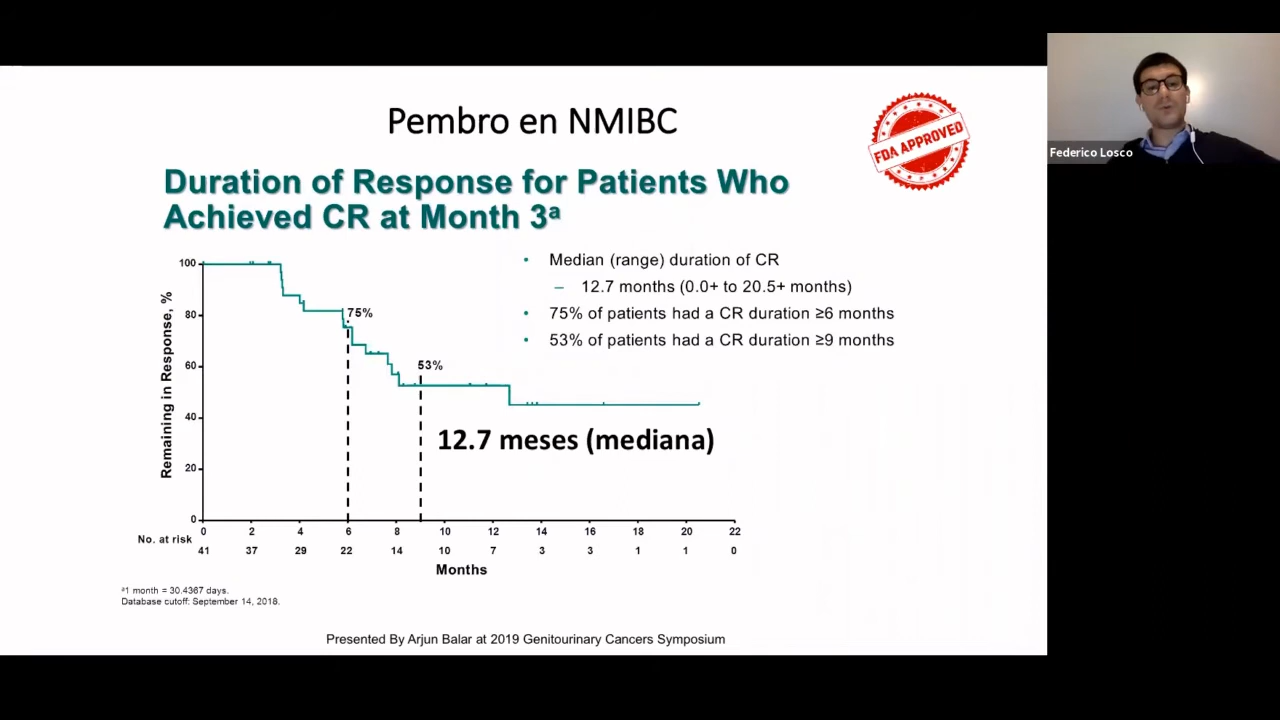 Pembro en NMIBC
FDA APPROVED
Federico Losco
Duration of Response for Patients Who
Achieved CR at Month 3ª
• Median (range) duration of CR
– 12.7 months (0.0+ to 20.5+ months)
• 75% of patients had a CR duration ≥6 months
• 53% of patients had a CR duration ≥9 months
Remaining in Response, %
100
80
60
40
20
0
75%
53%
12.7 meses (mediana)
0 2 4 6 8 10 12 14 16 18 20 22
No. at risk
41 37 29 22 14 10 7 3 3 1 1 0
Months
ª1 month = 30.4367 days.
Database cutoff: September 14, 2018.
Presented By Arjun Balar at 2019 Genitourinary Cancers Symposium